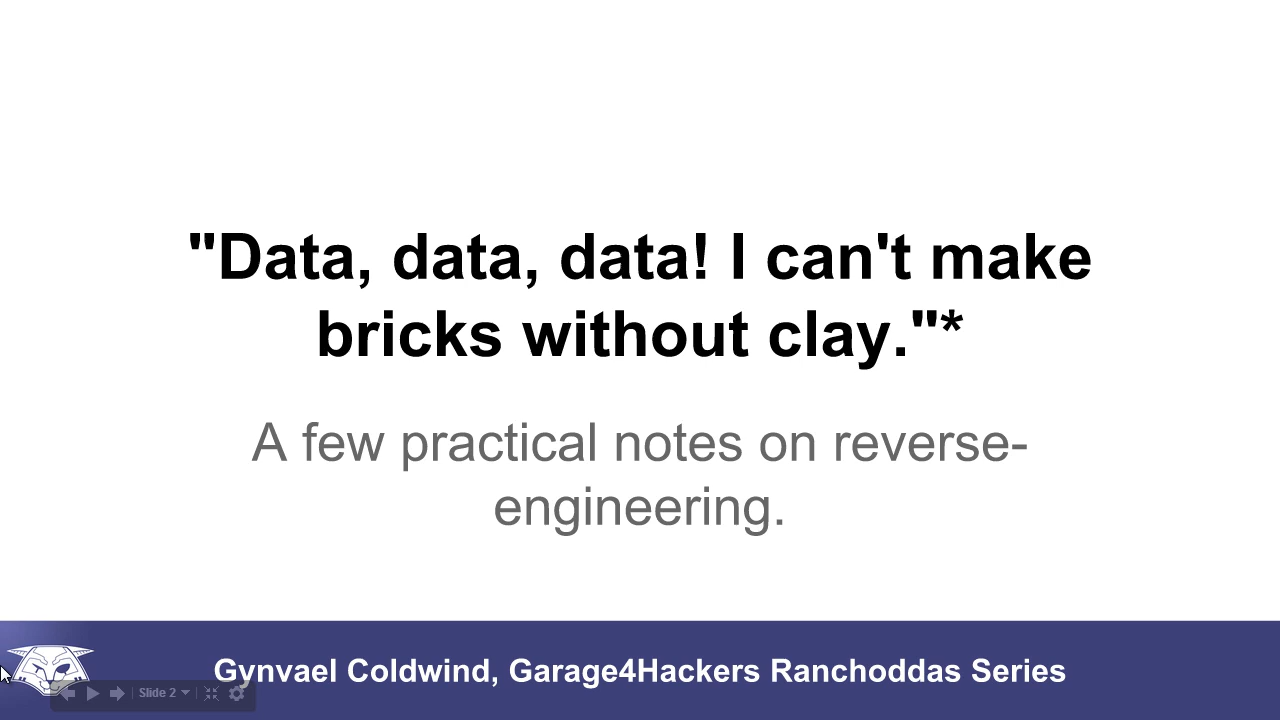 "Data, data, data! I can't make
bricks without clay."*
A few practical notes on reverse-
engineering.
Gynvael Coldwind, Garage4Hackers Ranchoddas Series
Slide 2